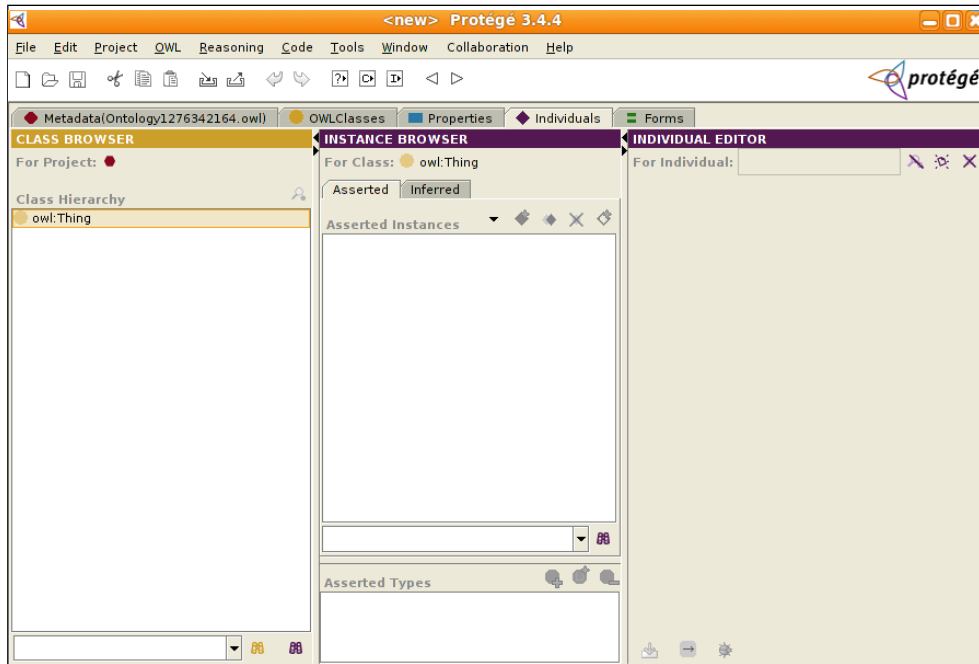 <new> Protégé 3.4.4
File Edit Project OWL Reasoning Code Tools Window Collaboration Help
protégé
Metadata(Ontology1276342164.owl) OWLClasses Properties Individuals Forms
CLASS BROWSER
For Project:
Class Hierarchy
owl:Thing
INSTANCE BROWSER
For Class: owl:Thing
Asserted Inferred
Asserted Instances
Asserted Types
INDIVIDUAL EDITOR
For Individual: